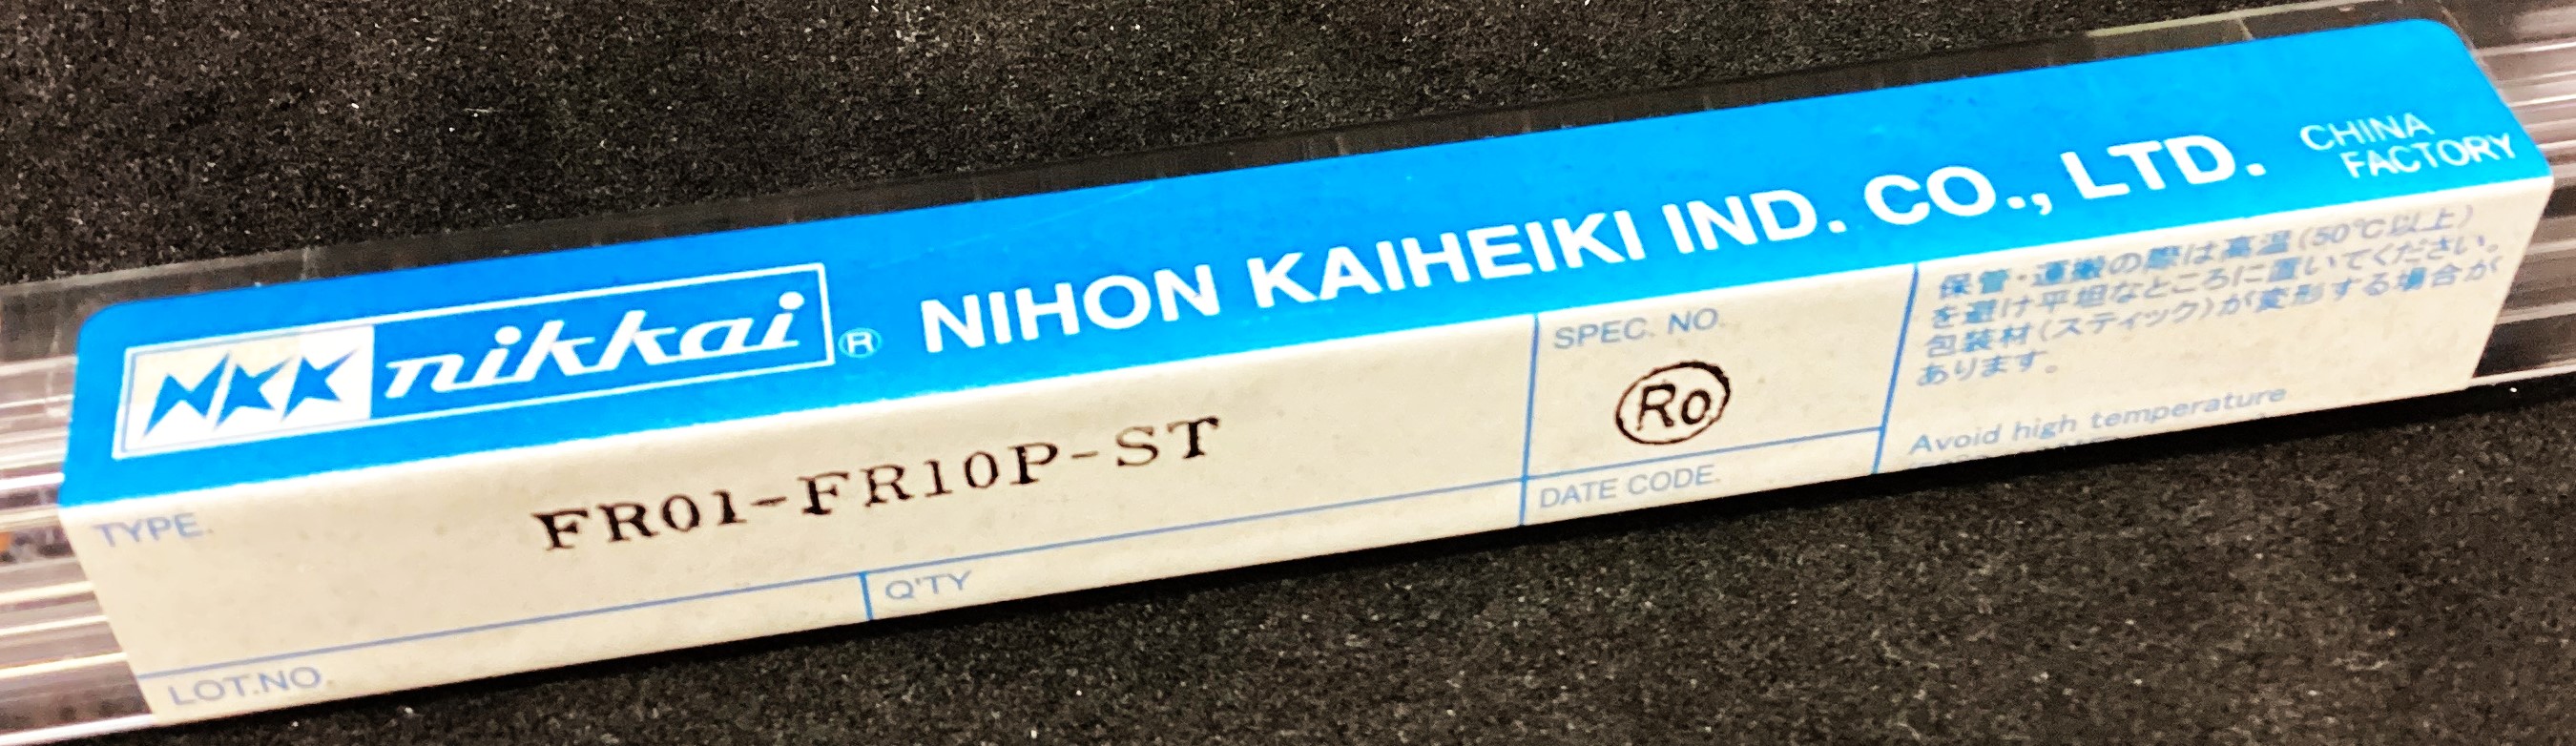 NKK nikkai ® NIHON KAIHEIKI IND. CO., LTD. CHINA
FACTORY
TYPE. FR01-FR10P-ST
SPEC. NO.
Ro
保管・運搬の際は高温(50℃以上)
を避け平坦なところに置いてください。
包装材(スティック)が変形する場合が
あります。
Avoid high temperature
DATE CODE.
Q'TY
LOT.NO.